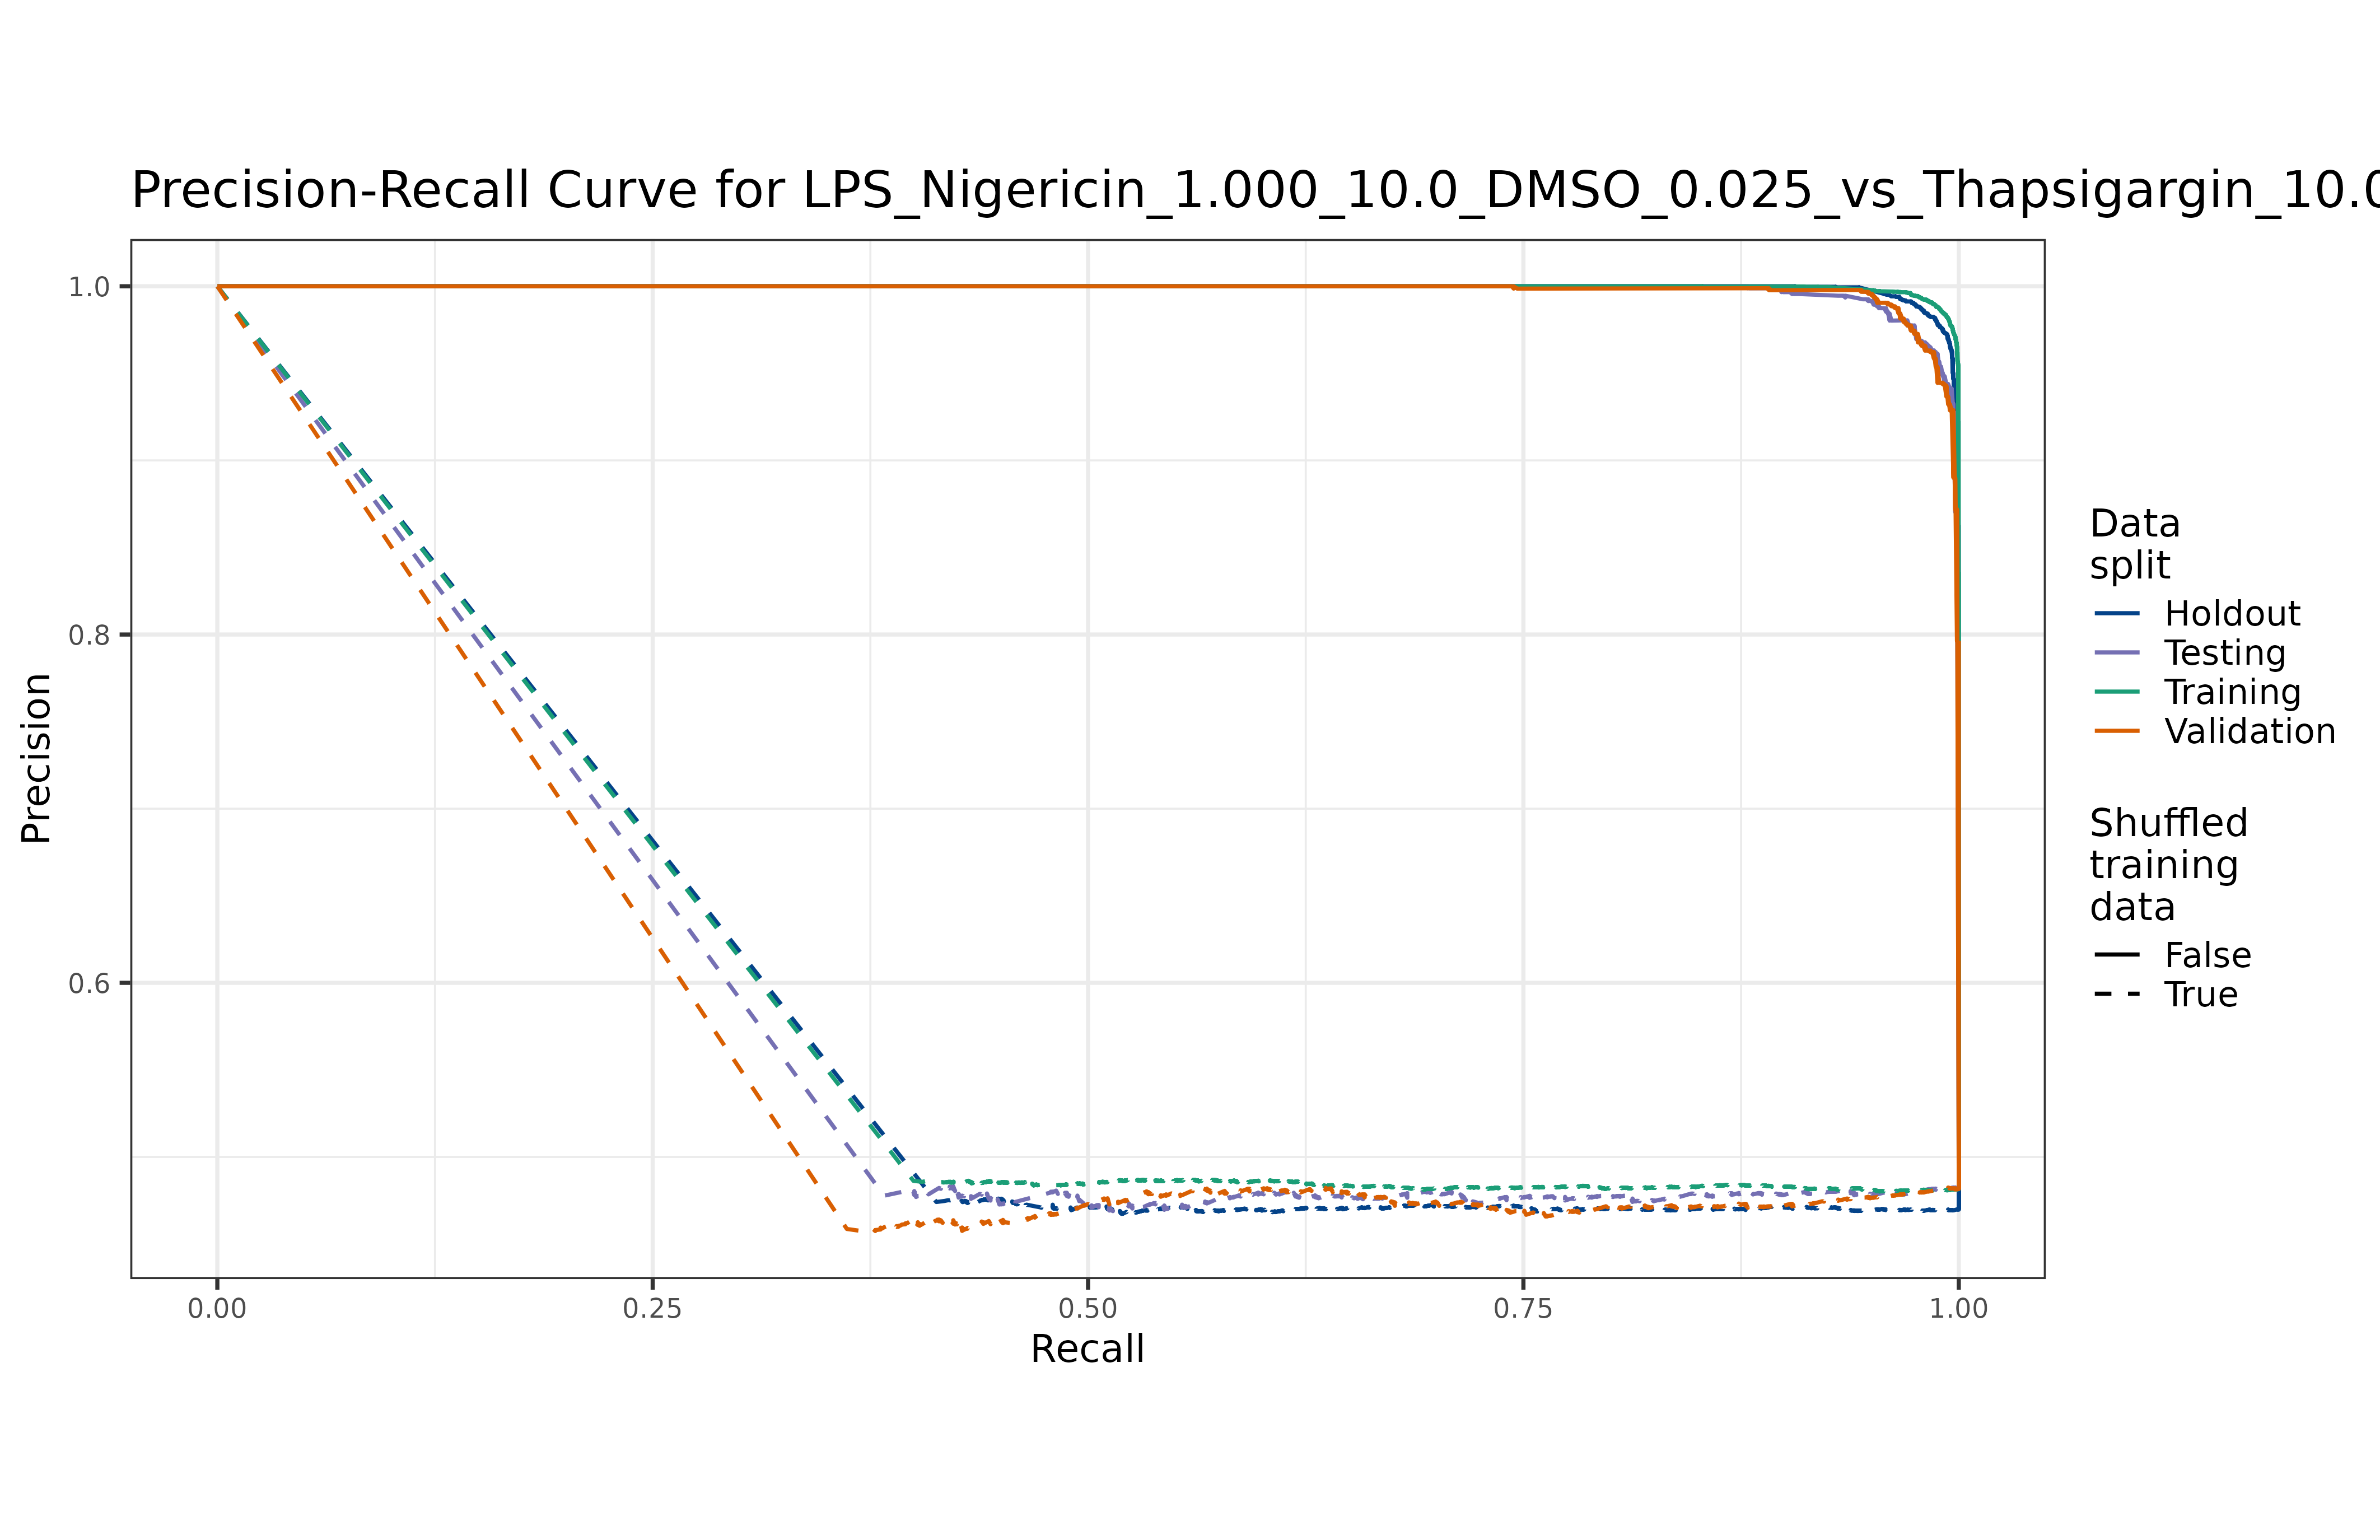 Precision-Recall Curve for LPS_Nigericin_1.000_10.0_DMSO_0.025_vs_Thapsigargin_10.0
1.0
0.8
0.6
Precision
0.00 0.25 0.50 0.75 1.00
Recall
Data
split
Holdout
Testing
Training
Validation
Shuffled
training
data
False
True